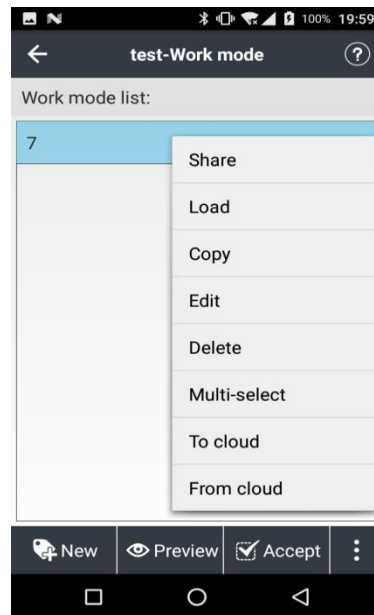 100% 19:59
test-Work mode
Work mode list:
7
Share
Load
Copy
Edit
Delete
Multi-select
To cloud
From cloud
New Preview Accept